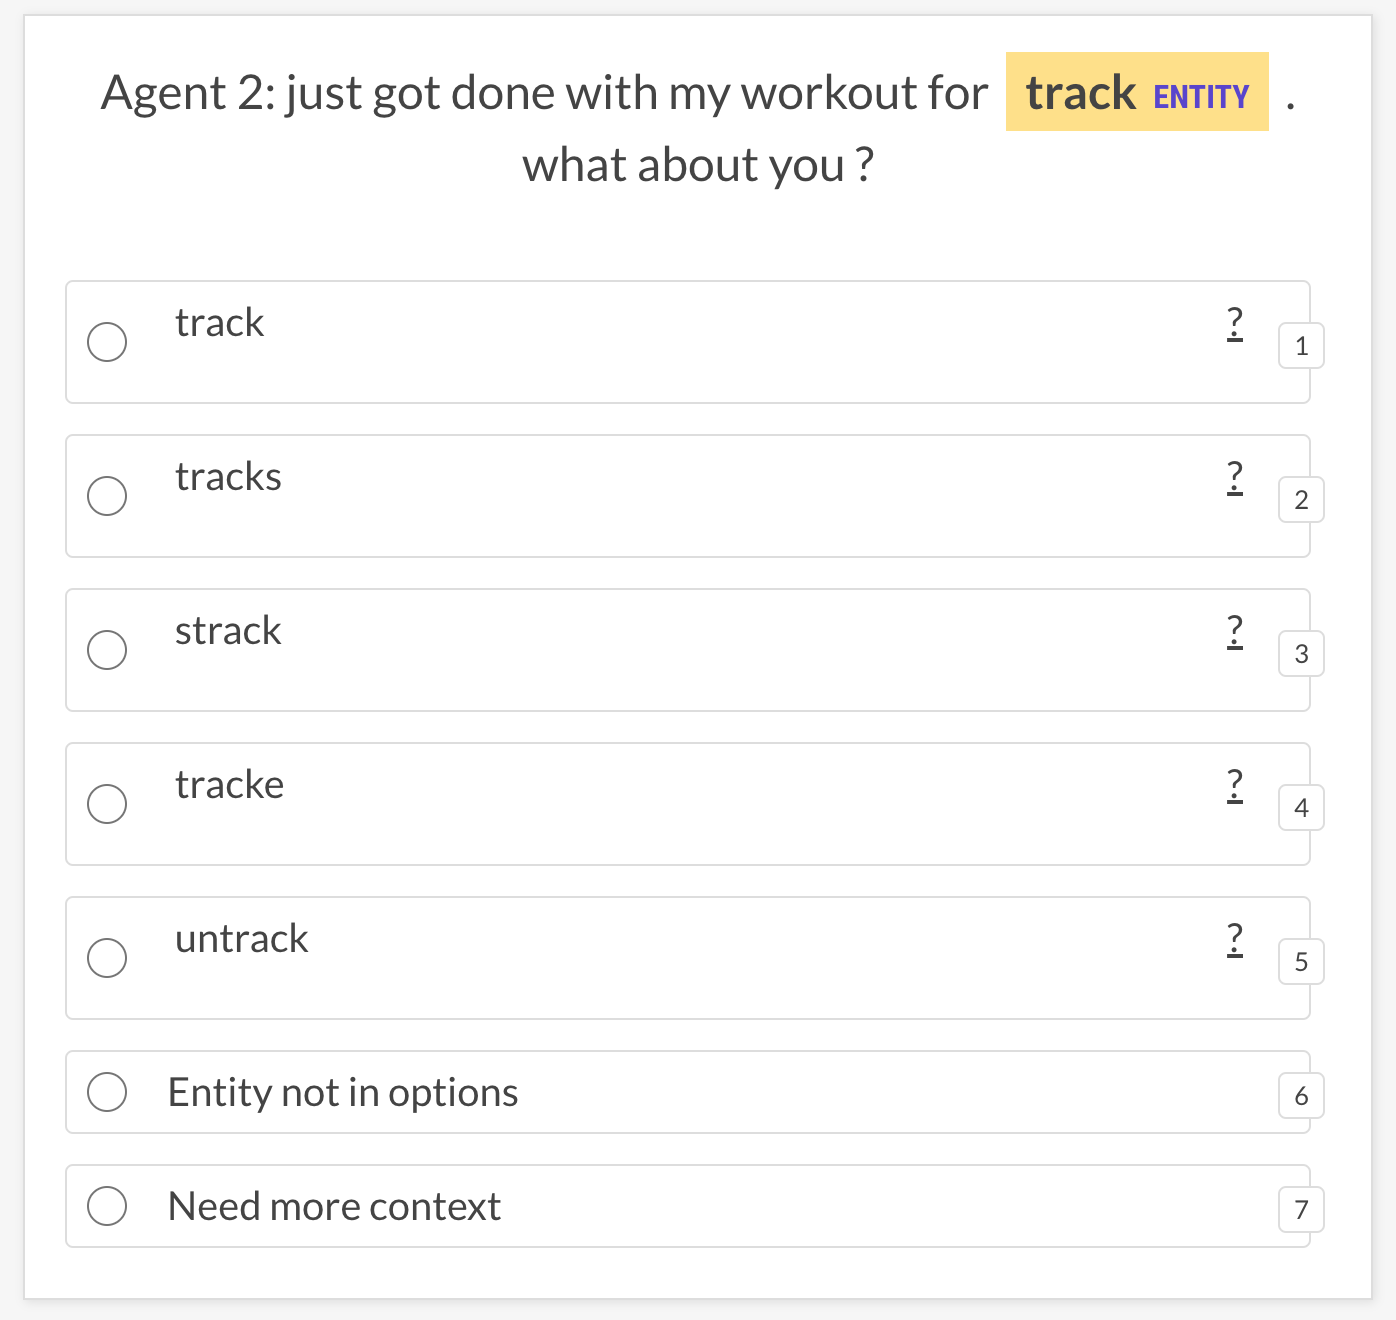 Agent 2: just got done with my workout for track ENTITY .
what about you ?
track ? 1
tracks ? 2
strack ? 3
tracke ? 4
untrack ? 5
Entity not in options 6
Need more context 7